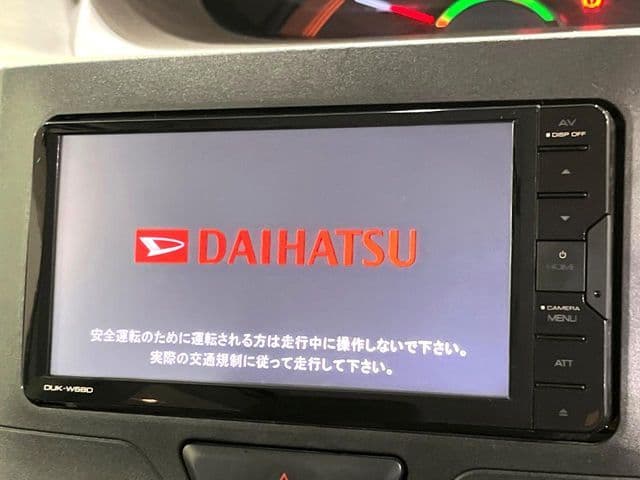 AV
DISP OFF
DAIHATSU
HOME
CAMERA
MENU
安全運転のために運転される方は走行中に操作しないで下さい。
実際の交通規制に従って走行して下さい。
ATT
DUK-W68D